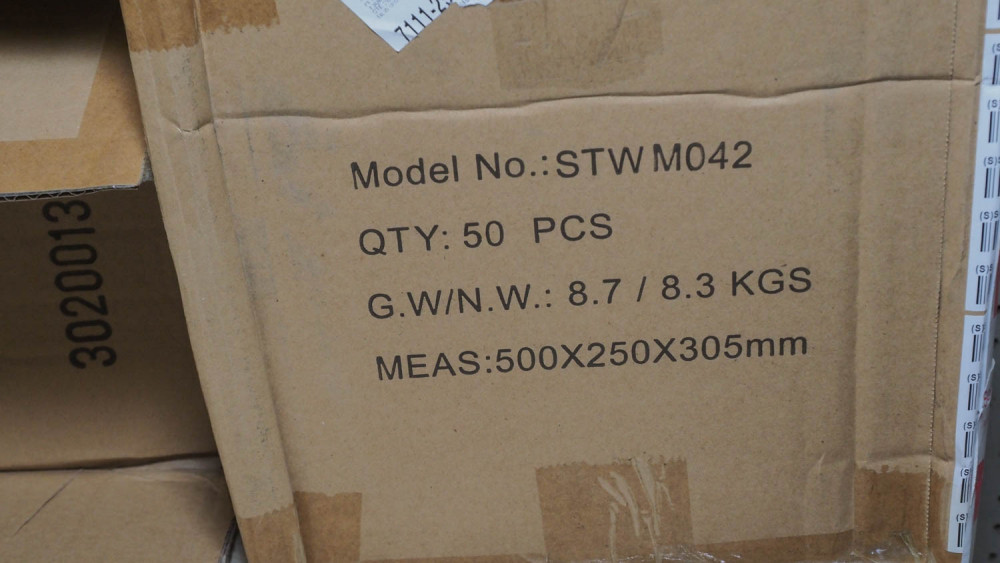 Model No.:STWM042
QTY: 50 PCS
G.W/N.W.: 8.7 / 8.3 KGS
MEAS:500X250X305mm
3020013